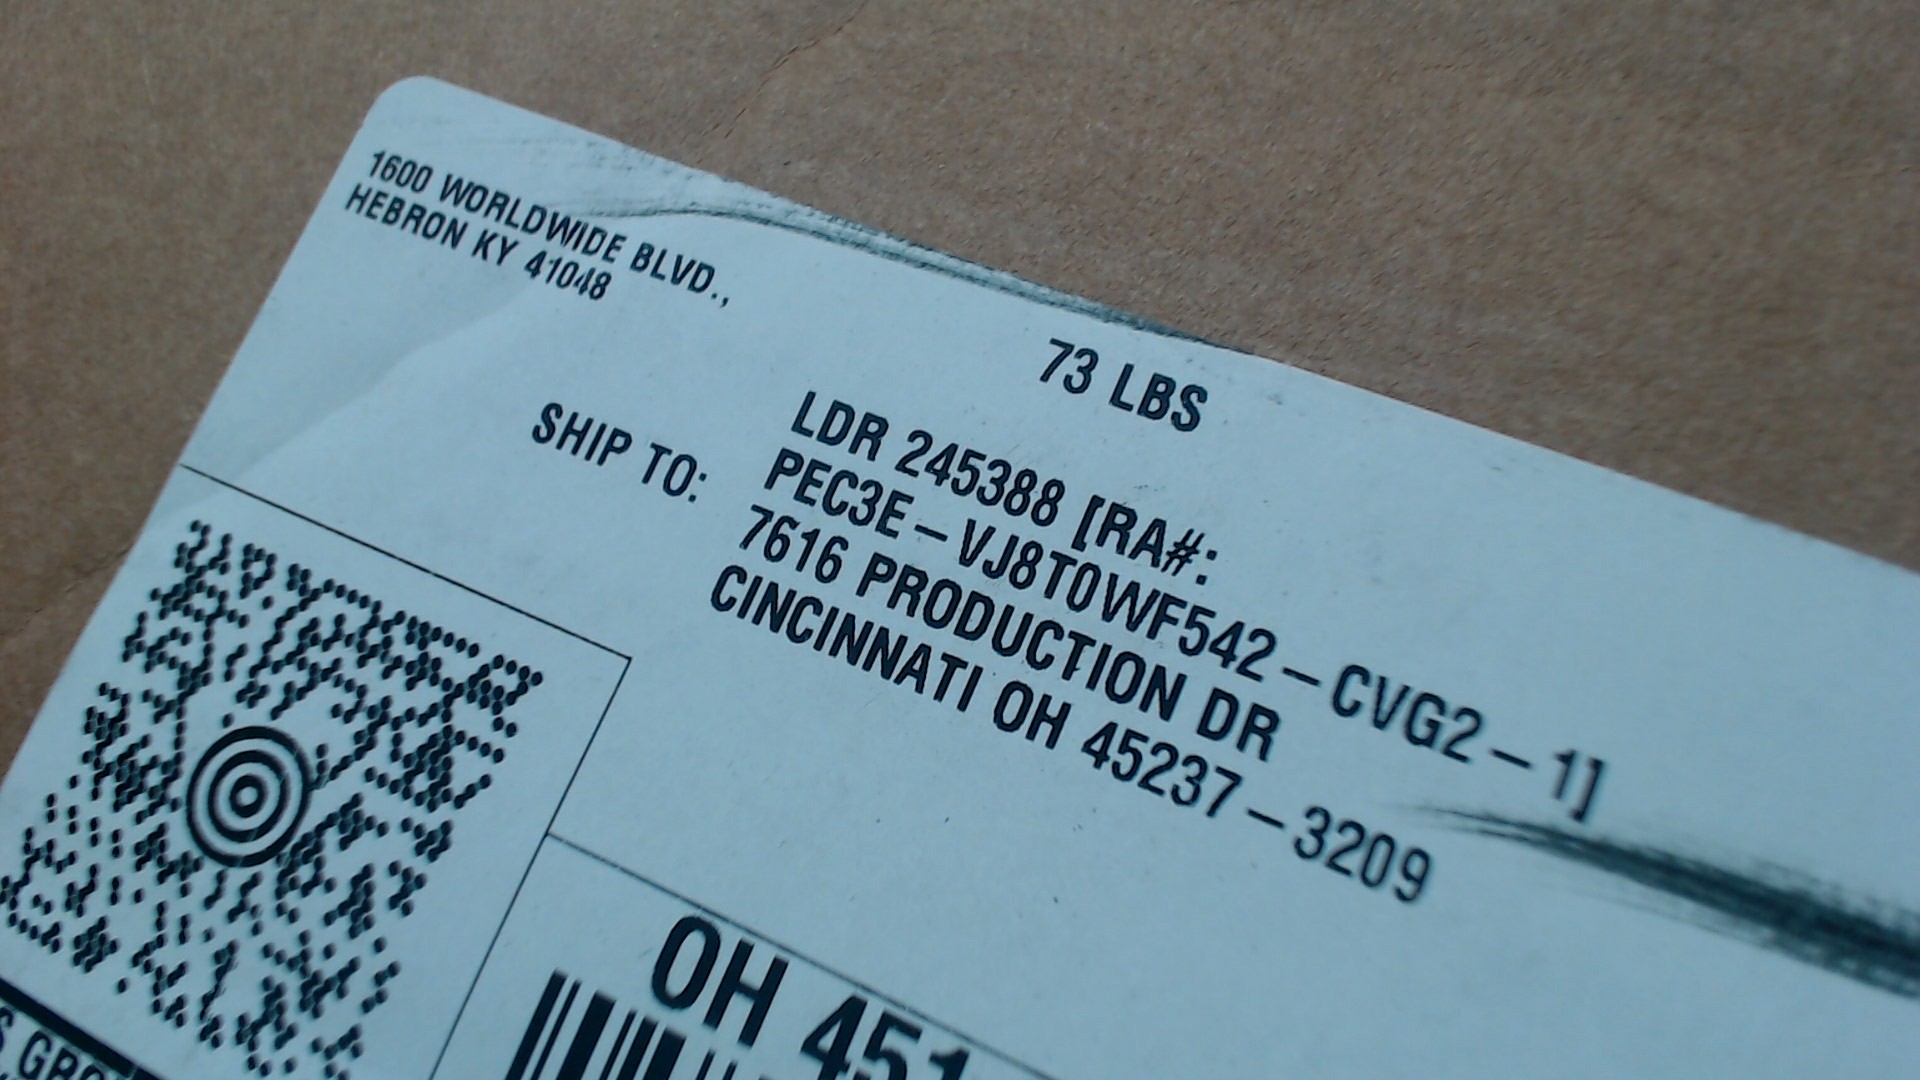 1600 WORLDWIDE BLVD.,
HEBRON KY 41048
73 LBS
SHIP TO:
LDR 245388 [RA#:
PEC3E-VJ8T0WF542-CVG2-1]
7616 PRODUCTION DR
CINCINNATI OH 45237-3209
OH 451